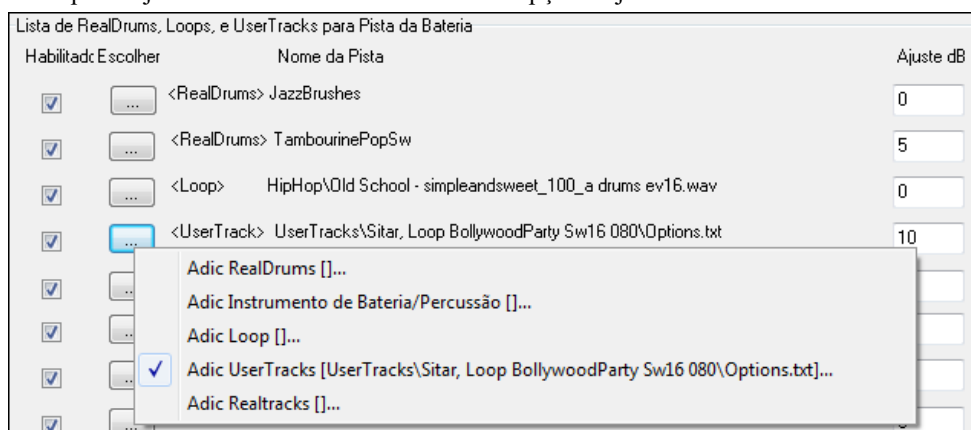 Lista de RealDrums, Loops, e UserTracks para Pista da Bateria
Habilitado Escolher Nome da Pista Ajuste dB
... <RealDrums> JazzBrushes 0
... <RealDrums> TambourinePopSw 5
... <Loop> HipHop\Old School - simpleandsweet_100_a drums ev16.wav 0
... <UserTrack> UserTracks\Sitar, Loop BollywoodParty Sw16 080\Options.txt 10
Adic RealDrums []...
Adic Instrumento de Bateria/Percussão []...
Adic Loop []...
Adic UserTracks [UserTracks\Sitar, Loop BollywoodParty Sw16 080\Options.txt]...
Adic Realtracks []...